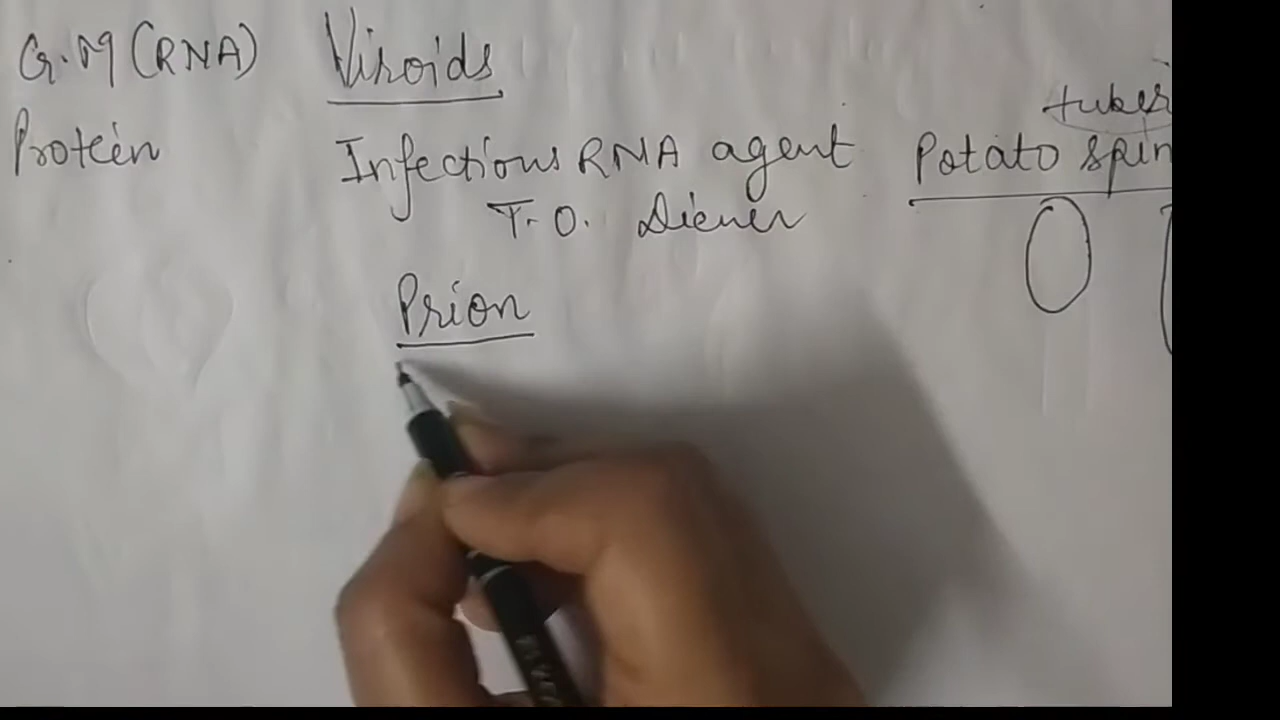 G.M (RNA)
Viroids
Protein
tuber
Infectious RNA agent
Potato spin
T.O. Diener
Prion